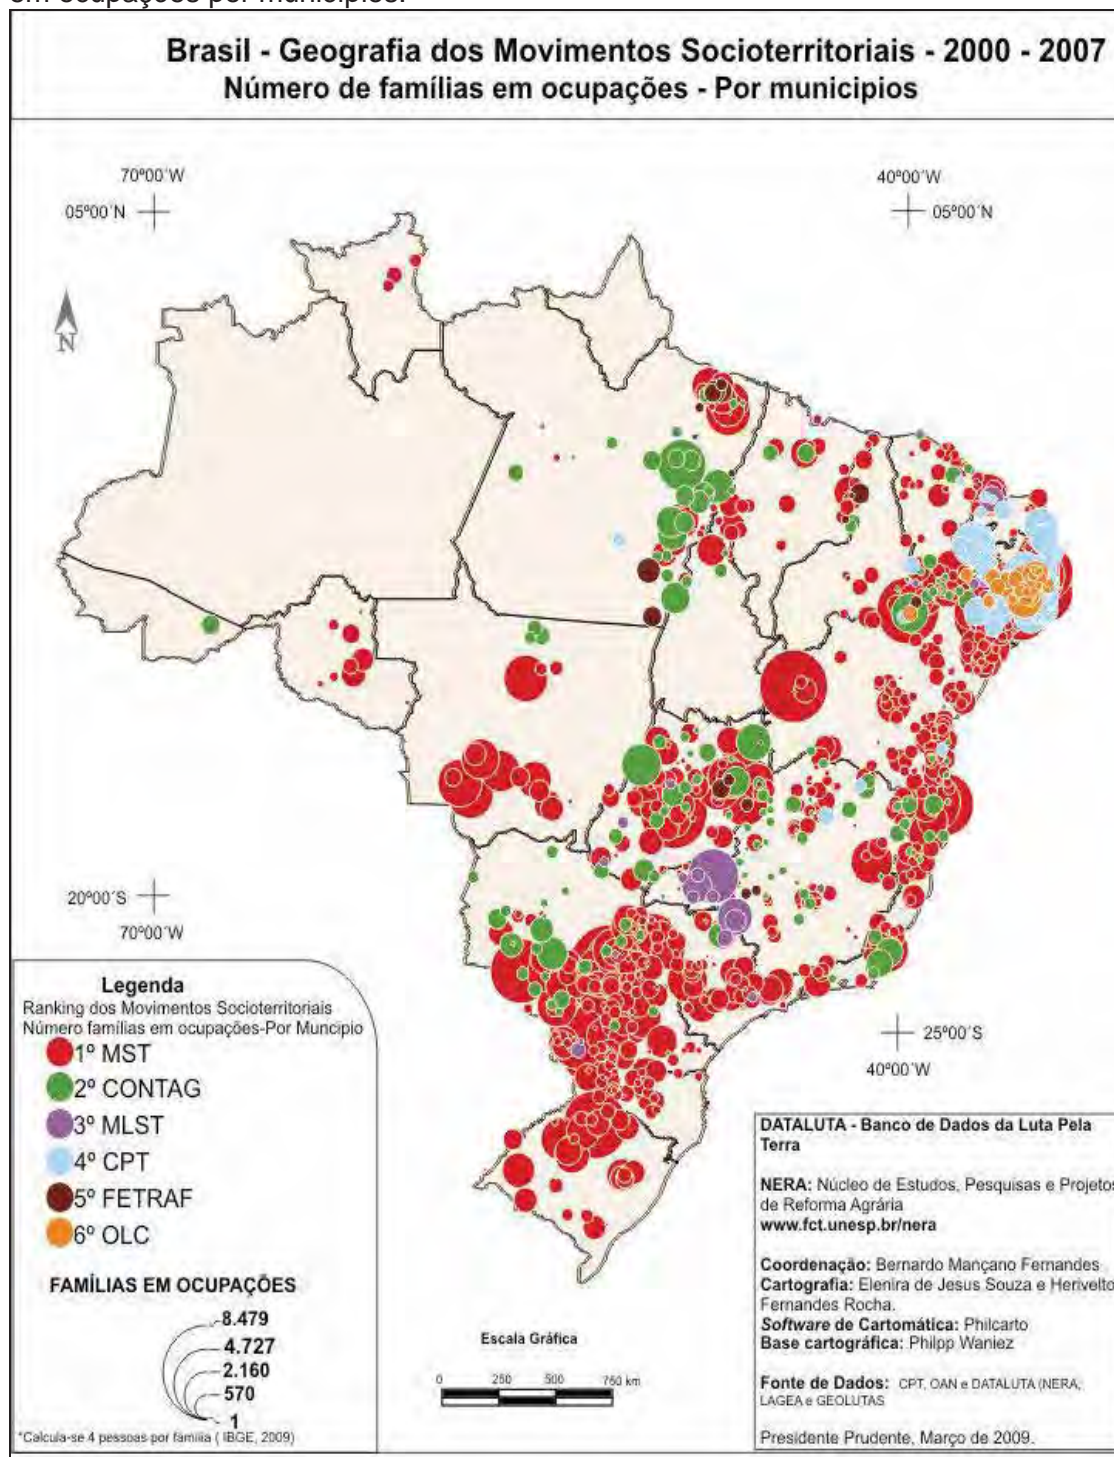 em ocupações por municípios.
Brasil - Geografia dos Movimentos Socioterritoriais - 2000 - 2007
Número de famílias em ocupações - Por municipios
70º00´W
05º00´N
40º00´W
05º00´N
N
20º00´S
70º00´W
25º00´S
40º00´W
Legenda
Ranking dos Movimentos Socioterritoriais
Número famílias em ocupações-Por Muncipio
1º MST
2º CONTAG
3º MLST
4º CPT
5º FETRAF
6º OLC
FAMÍLIAS EM OCUPAÇÕES
8.479
4.727
2.160
570
1
*Calcula-se 4 pessoas por família ( IBGE, 2009)
Escala Gráfica
0 250 500 750 km
DATALUTA - Banco de Dados da Luta Pela
Terra
NERA: Núcleo de Estudos, Pesquisas e Projetos
de Reforma Agrária
www.fct.unesp.br/nera
Coordenação: Bernardo Mançano Fernandes
Cartografia: Elenira de Jesus Souza e Herivelto
Fernandes Rocha.
Software de Cartomática: Philcarto
Base cartográfica: Philpp Waniez
Fonte de Dados: CPT, OAN e DATALUTA (NERA,
LAGEA e GEOLUTAS
Presidente Prudente, Março de 2009.